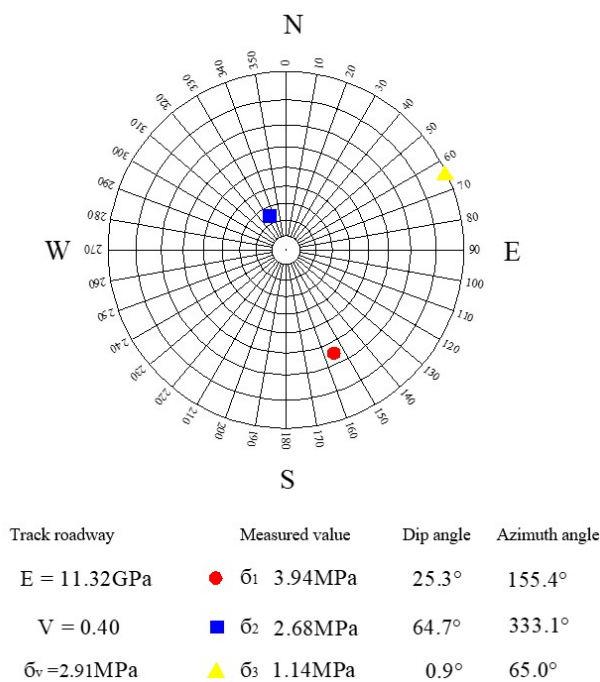 N
350 0 10
340 20
330 30
320 40
310 50
300 60
290 70
280 80
W 270 90 E
260 100
250 110
240 120
230 130
220 140
210 150
200 160
190 180 170
S
Track roadway Measured value Dip angle Azimuth angle
E = 11.32GPa б1 3.94MPa 25.3° 155.4°
V = 0.40 б2 2.68MPa 64.7° 333.1°
бv =2.91MPa б3 1.14MPa 0.9° 65.0°